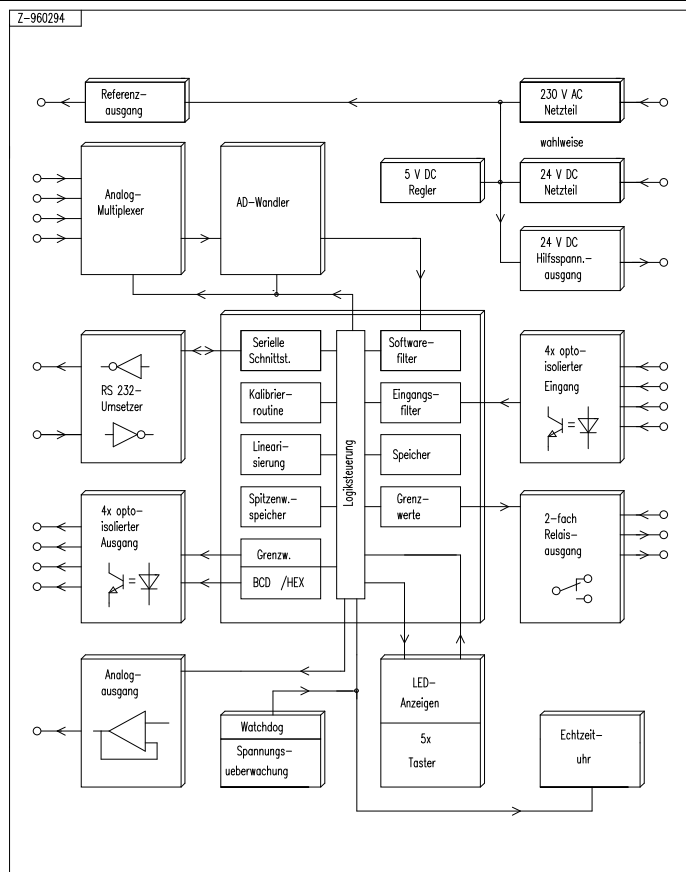 Z-960294
Referenz-
ausgang
230 V AC
Netzteil
wahlweise
5 V DC
Regler
24 V DC
Netzteil
24 V DC
Hilfsspann.-
ausgang
Analog-
Multiplexer
AD-Wandler
Serielle
Schnittst.
Software-
filter
RS 232-
Umsetzer
Kalibrier-
routine
Logiksteuerung
Eingangs-
filter
4x opto-
isolierter
Eingang
Lineari-
sierung
Speicher
Spitzenw.-
speicher
Grenz-
werte
4x opto-
isolierter
Ausgang
2-fach
Relais-
ausgang
Grenzw.
BCD /HEX
Analog-
ausgang
LED-
Anzeigen
5x
Taster
Watchdog
Spannungs-
ueberwachung
Echtzeit-
uhr